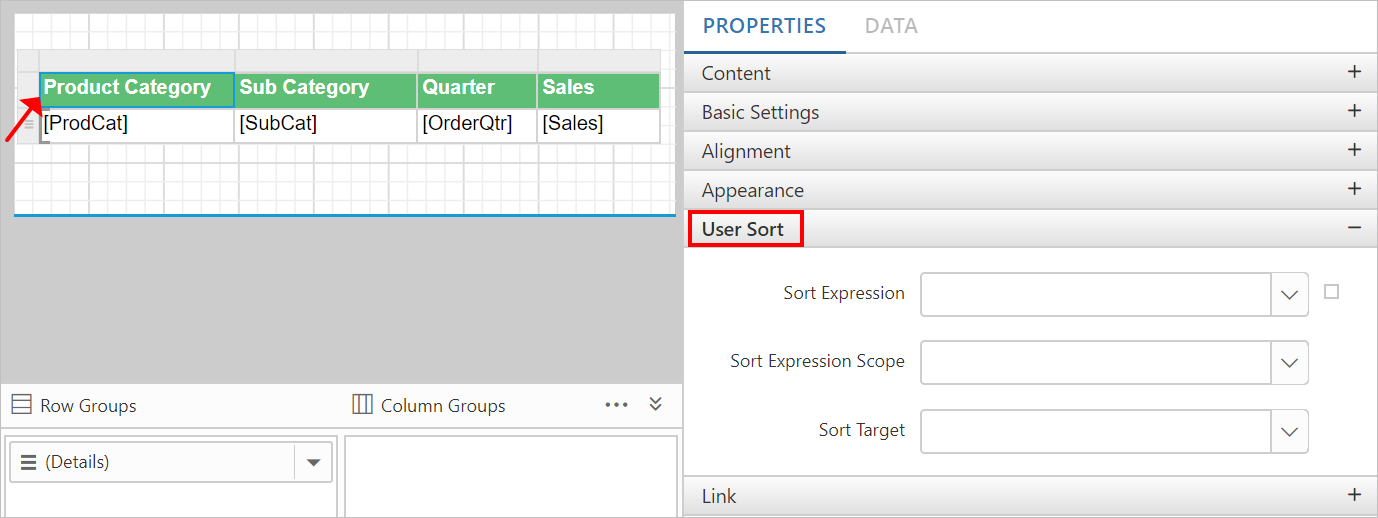 Product Category Sub Category Quarter Sales
[ProdCat] [SubCat] [OrderQtr] [Sales]
Row Groups Column Groups
(Details)
PROPERTIES DATA
Content
Basic Settings
Alignment
Appearance
User Sort
Sort Expression
Sort Expression Scope
Sort Target
Link